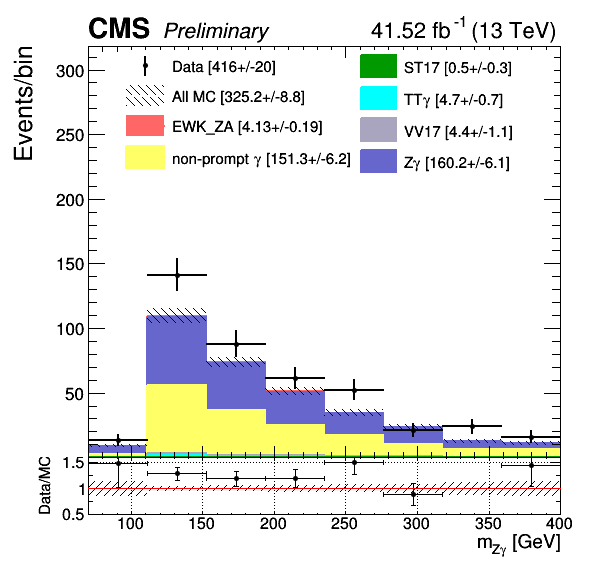 CMS Preliminary 41.52 fb⁻¹ (13 TeV)
Events/bin
Data [416+/-20]
All MC [325.2+/-8.8]
EWK_ZA [4.13+/-0.19]
non-prompt γ [151.3+/-6.2]
ST17 [0.5+/-0.3]
TTγ [4.7+/-0.7]
VV17 [4.4+/-1.1]
Zγ [160.2+/-6.1]
300
250
200
150
100
50
Data/MC
1.5
1
0.5
100 150 200 250 300 350 400
m_Zγ [GeV]